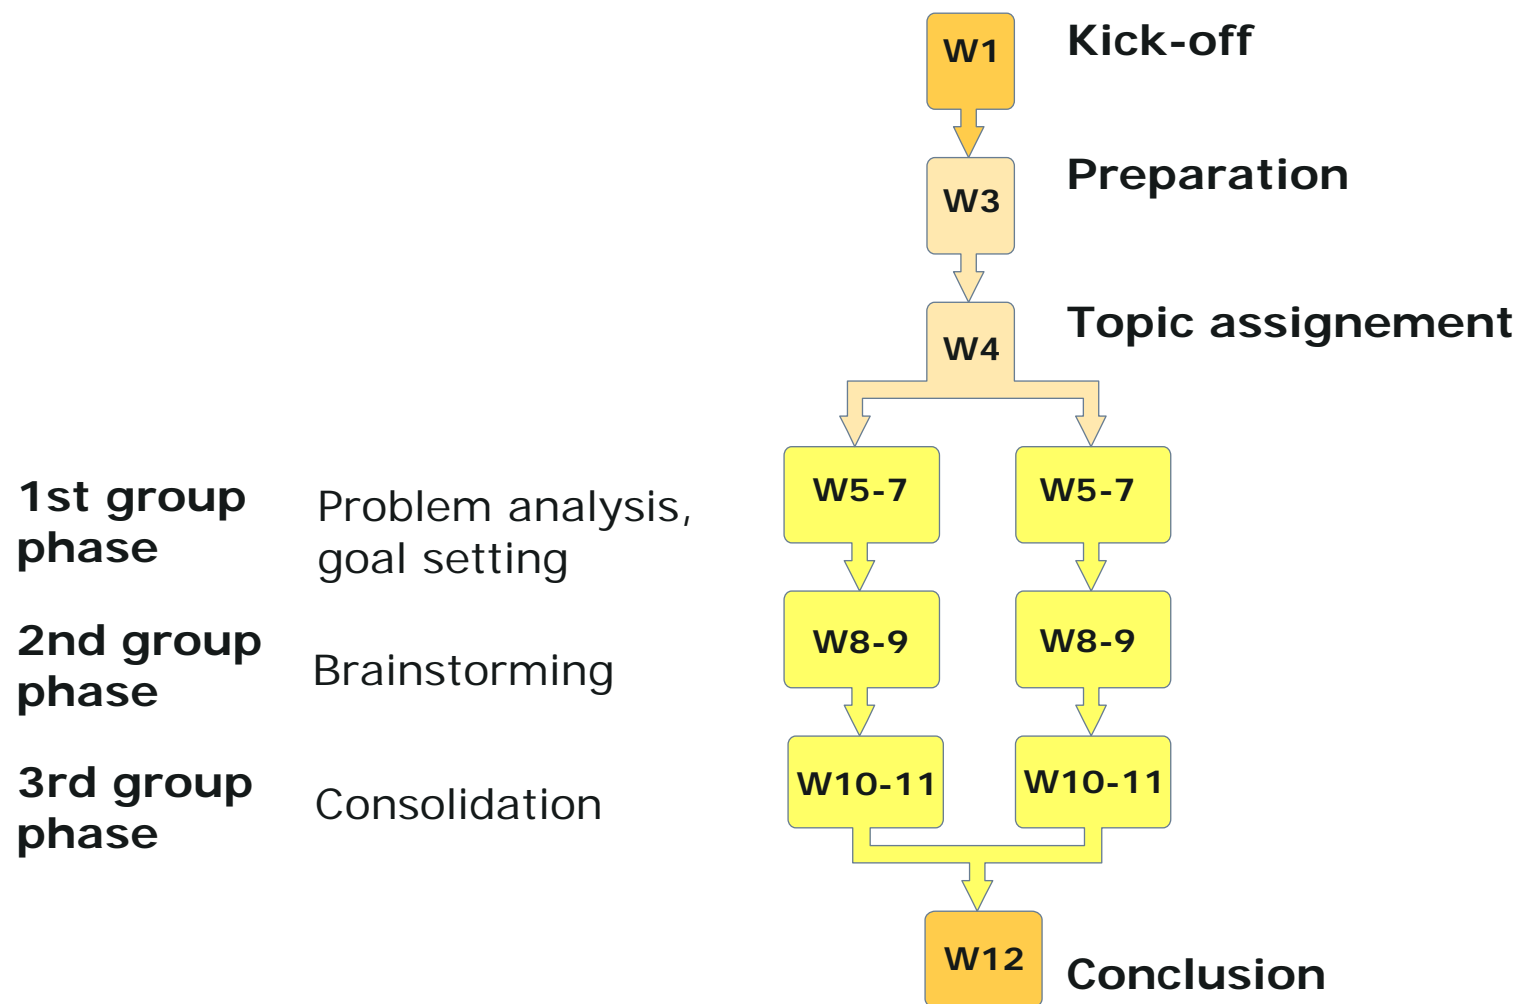 W1
Kick-off
W3
Preparation
W4
Topic assignement
1st group
phase
Problem analysis,
goal setting
W5-7
W5-7
2nd group
phase
Brainstorming
W8-9
W8-9
3rd group
phase
Consolidation
W10-11
W10-11
W12
Conclusion